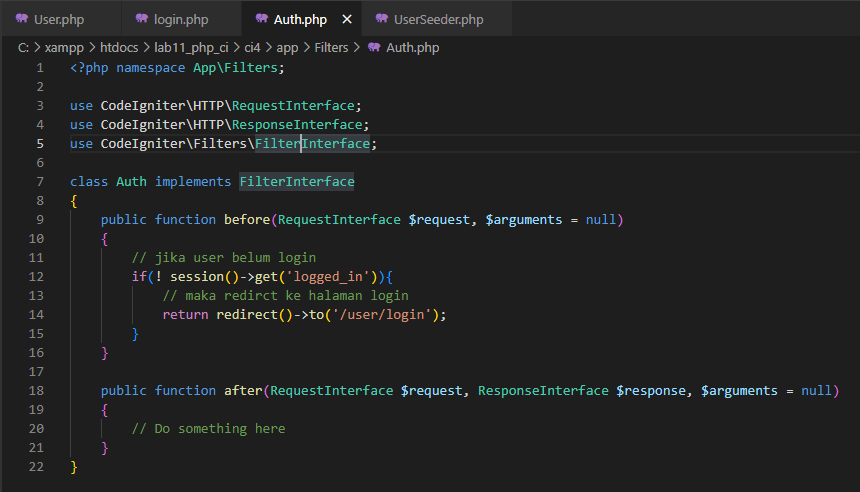 User.php login.php Auth.php × UserSeeder.php
C: > xampp > htdocs > lab11_php_ci > ci4 > app > Filters > Auth.php
1 <?php namespace App\Filters;
2
3 use CodeIgniter\HTTP\RequestInterface;
4 use CodeIgniter\HTTP\ResponseInterface;
5 use CodeIgniter\Filters\FilterInterface;
6
7 class Auth implements FilterInterface
8 {
9     public function before(RequestInterface $request, $arguments = null)
10     {
11         // jika user belum login
12         if(! session()->get('logged_in')){
13             // maka redirct ke halaman login
14             return redirect()->to('/user/login');
15         }
16     }
17
18     public function after(RequestInterface $request, ResponseInterface $response, $arguments = null)
19     {
20         // Do something here
21     }
22 }